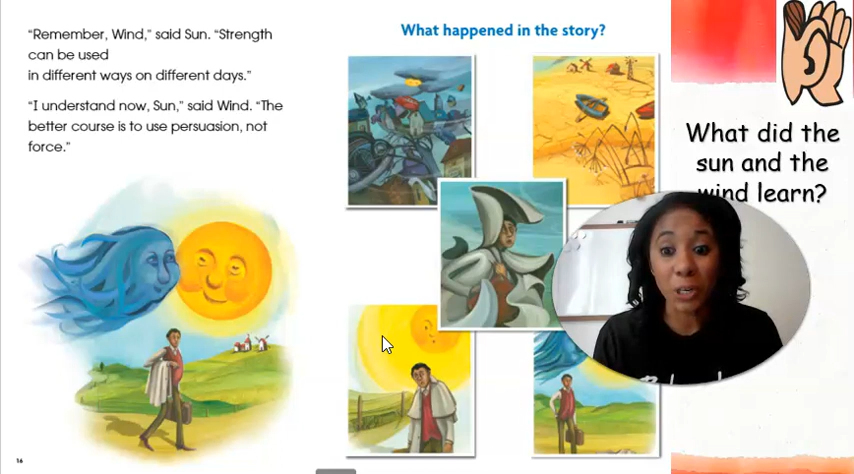 “Remember, Wind,” said Sun. “Strength
can be used
in different ways on different days.”
“I understand now, Sun,” said Wind. “The
better course is to use persuasion, not
force.”
16
What happened in the story?
What did the
sun and the
wind learn?